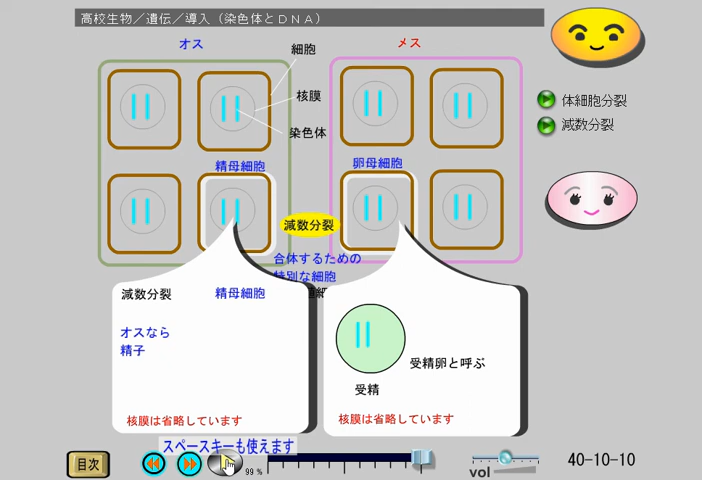 高校生物／遺伝／導入（染色体とＤＮＡ）
オス
メス
細胞
核膜
染色体
体細胞分裂
減数分裂
精母細胞
卵母細胞
減数分裂
合体するための
特別な細胞
減数分裂
精母細胞
オスなら
精子
受精卵と呼ぶ
受精
核膜は省略しています
核膜は省略しています
スペースキーも使えます
目次
99 %
vol
40-10-10